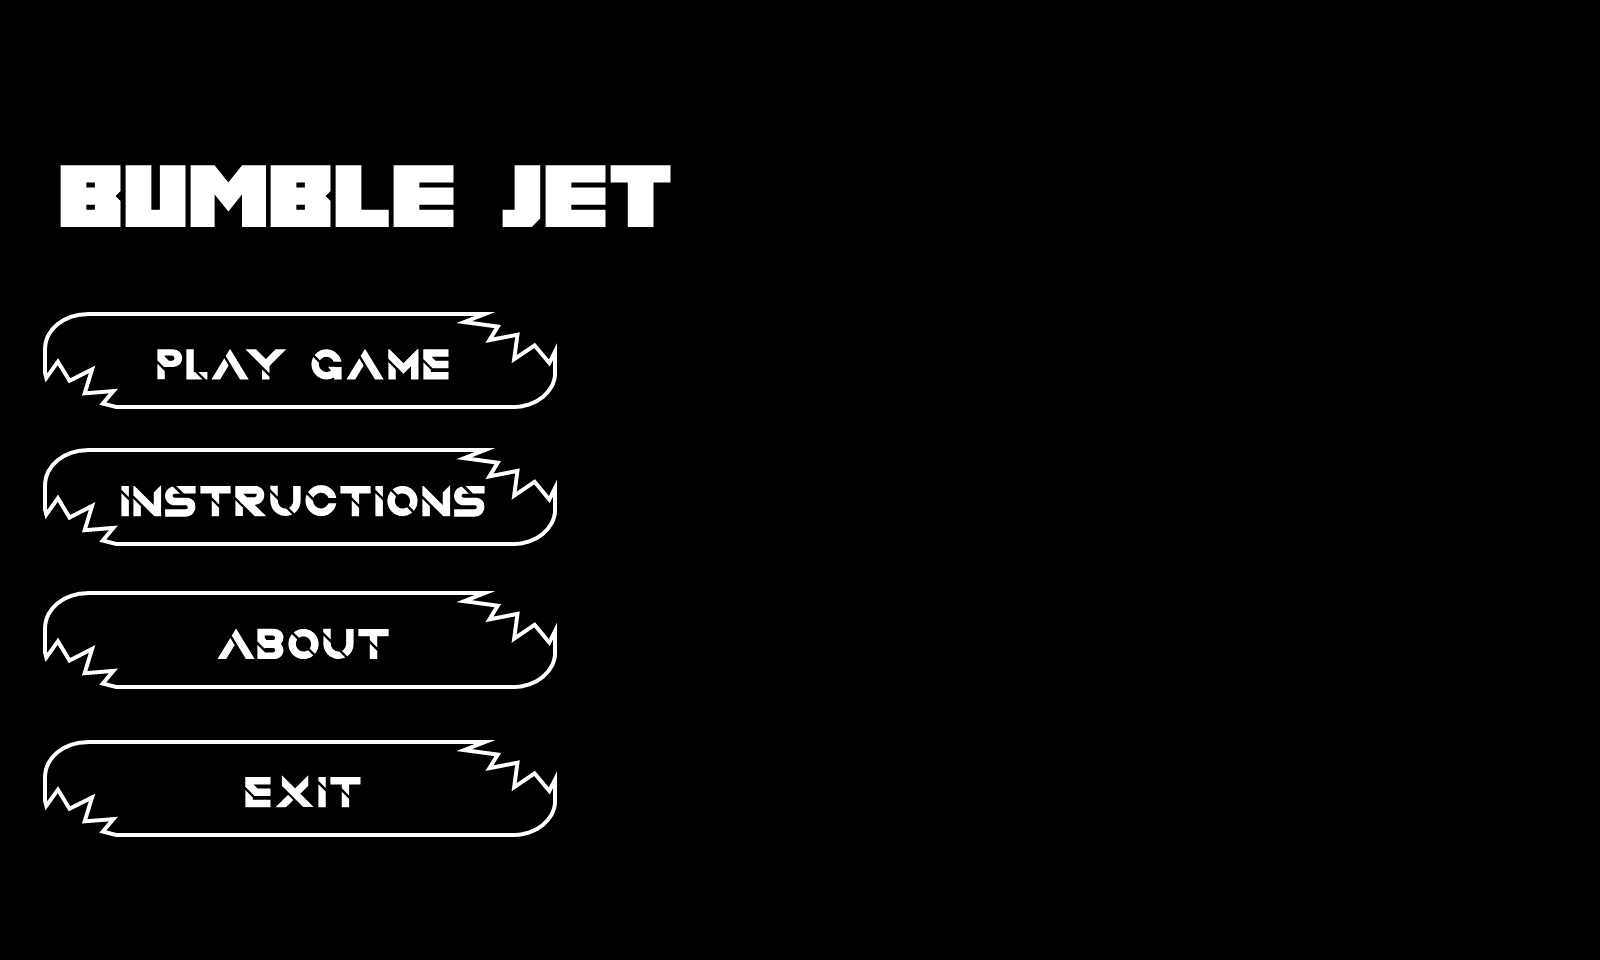 BUMBLE JET
PLAY GAME
INSTRUCTIONS
ABOUT
EXIT